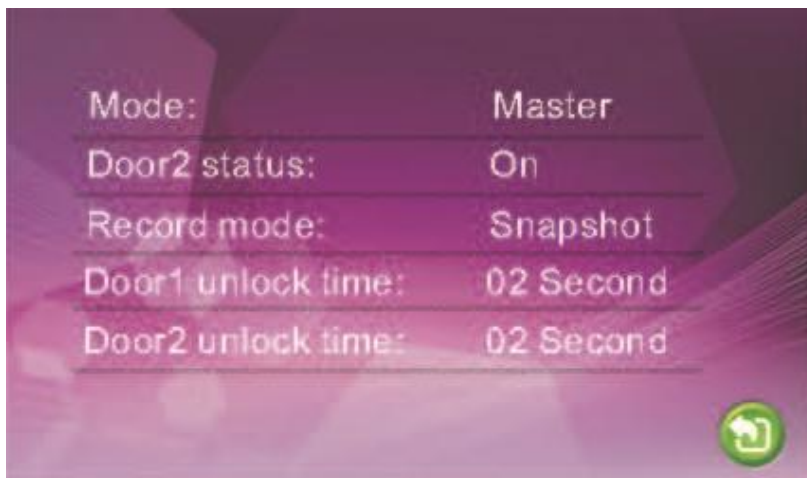 Mode: Master
Door2 status: On
Record mode: Snapshot
Door1 unlock time: 02 Second
Door2 unlock time: 02 Second